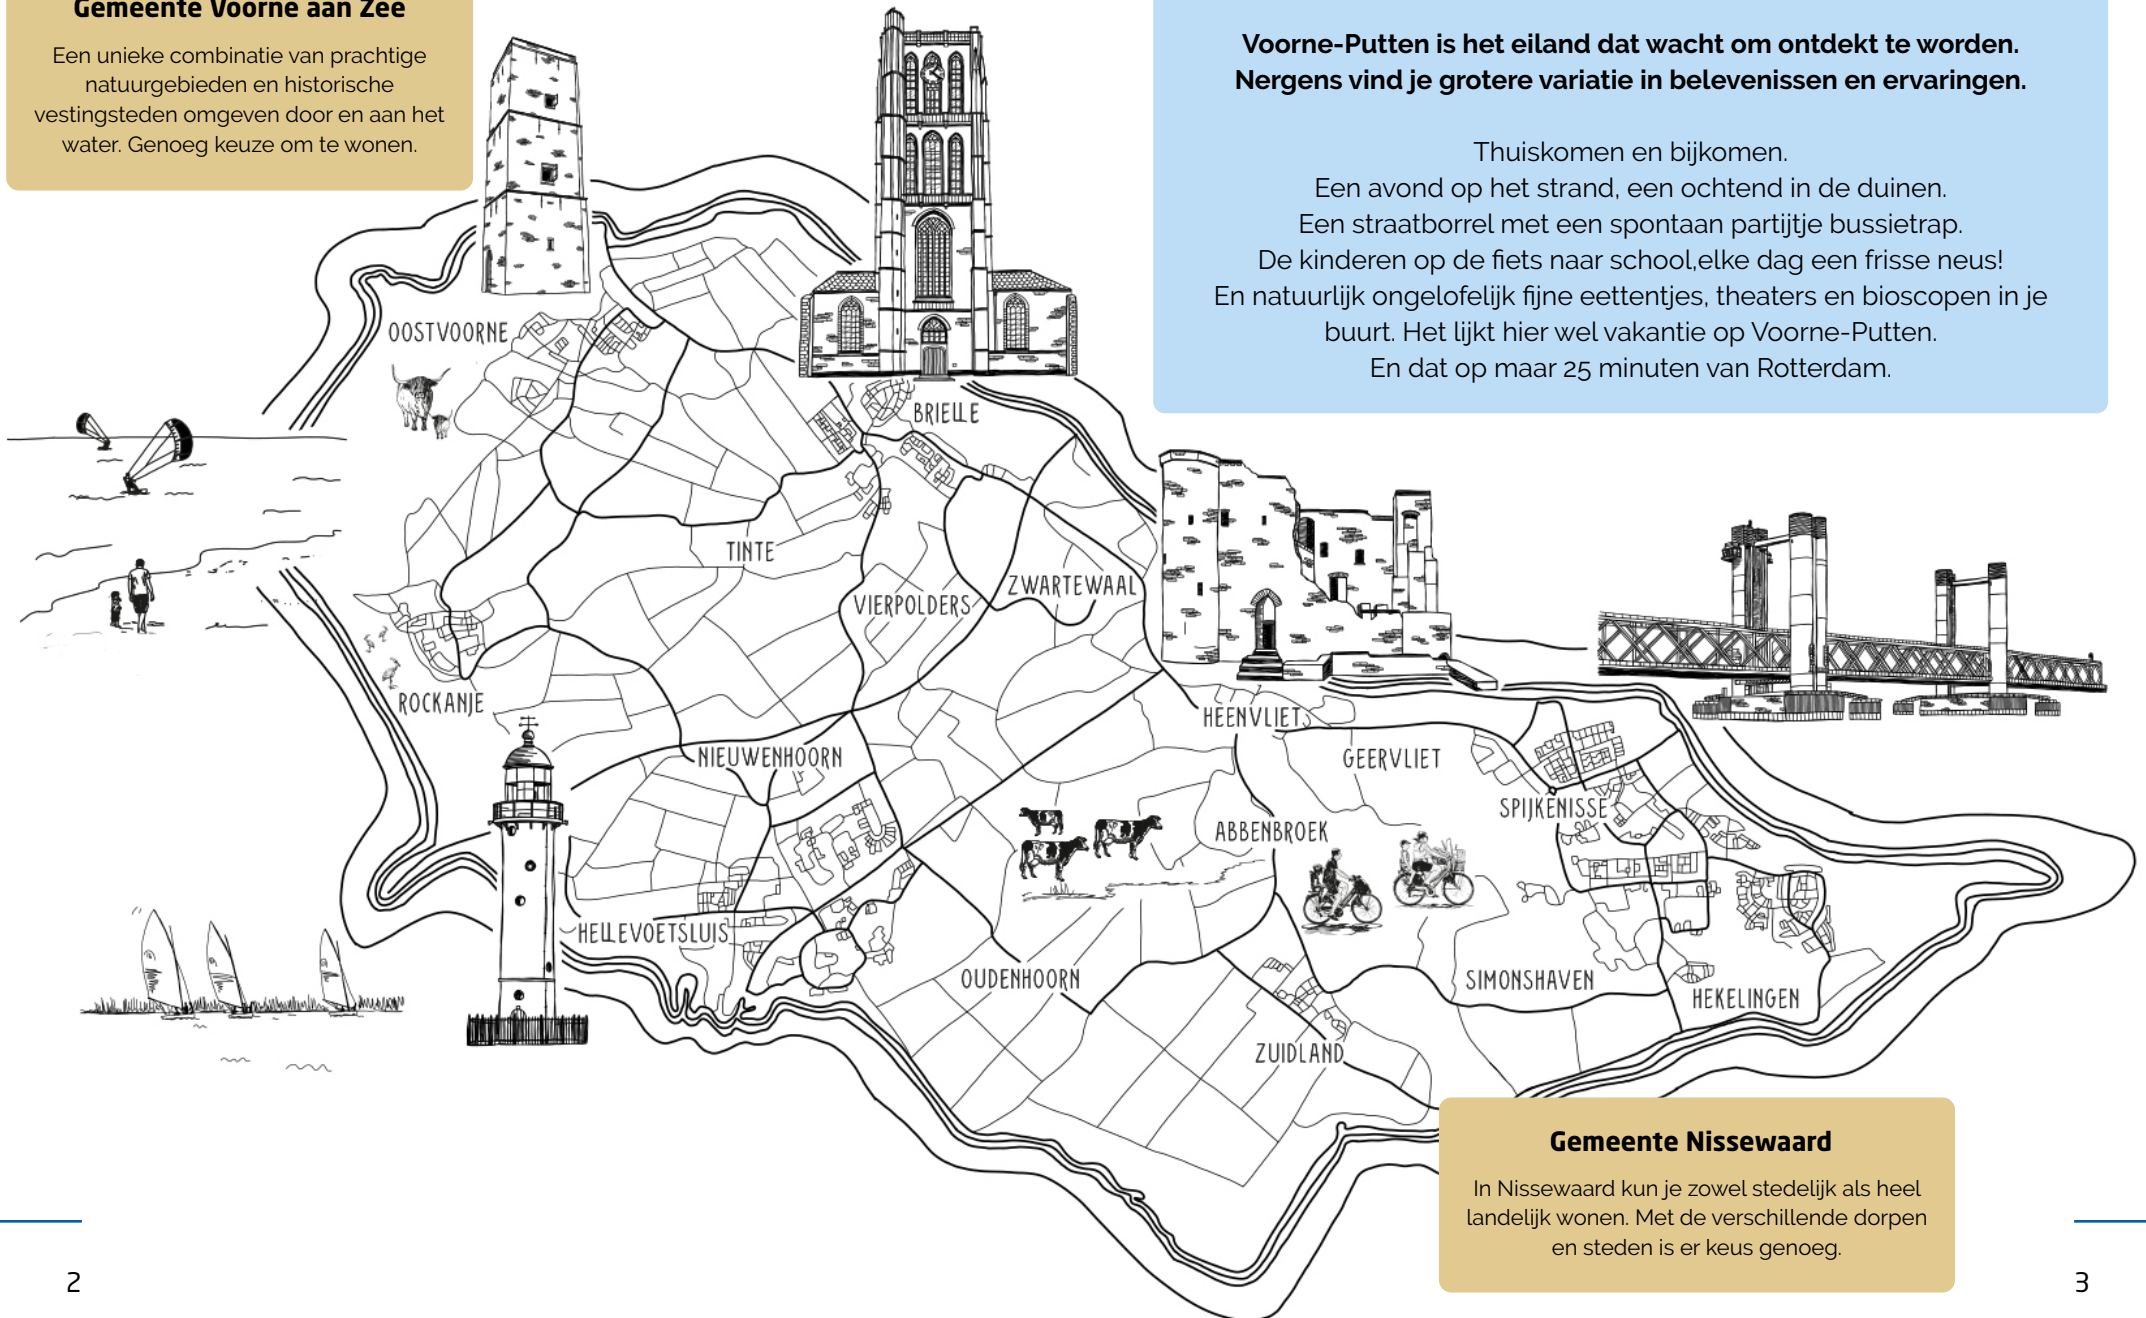 Gemeente Voorne aan Zee
Een unieke combinatie van prachtige
natuurgebieden en historische
vestingsteden omgeven door en aan het
water. Genoeg keuze om te wonen.
Voorne-Putten is het eiland dat wacht om ontdekt te worden.
Nergens vind je grotere variatie in belevenissen en ervaringen.
Thuiskomen en bijkomen.
Een avond op het strand, een ochtend in de duinen.
Een straatborrel met een spontaan partijtje bussietrap.
De kinderen op de fiets naar school,elke dag een frisse neus!
En natuurlijk ongelofelijk fijne eettentjes, theaters en bioscopen in je
buurt. Het lijkt hier wel vakantie op Voorne-Putten.
En dat op maar 25 minuten van Rotterdam.
OOSTVOORNE
BRIELLE
TINTE
ZWARTEWAAL
VIERPOLDERS
ROCKANJE
HEENVLIET
NIEUWENHOORN
GEERVLIET
SPIJKENISSE
ABBENBROEK
HELLEVOETSLUIS
OUDENHOORN
SIMONSHAVEN
HEKELINGEN
ZUIDLAND
Gemeente Nissewaard
In Nissewaard kun je zowel stedelijk als heel
landelijk wonen. Met de verschillende dorpen
en steden is er keus genoeg.
2
3